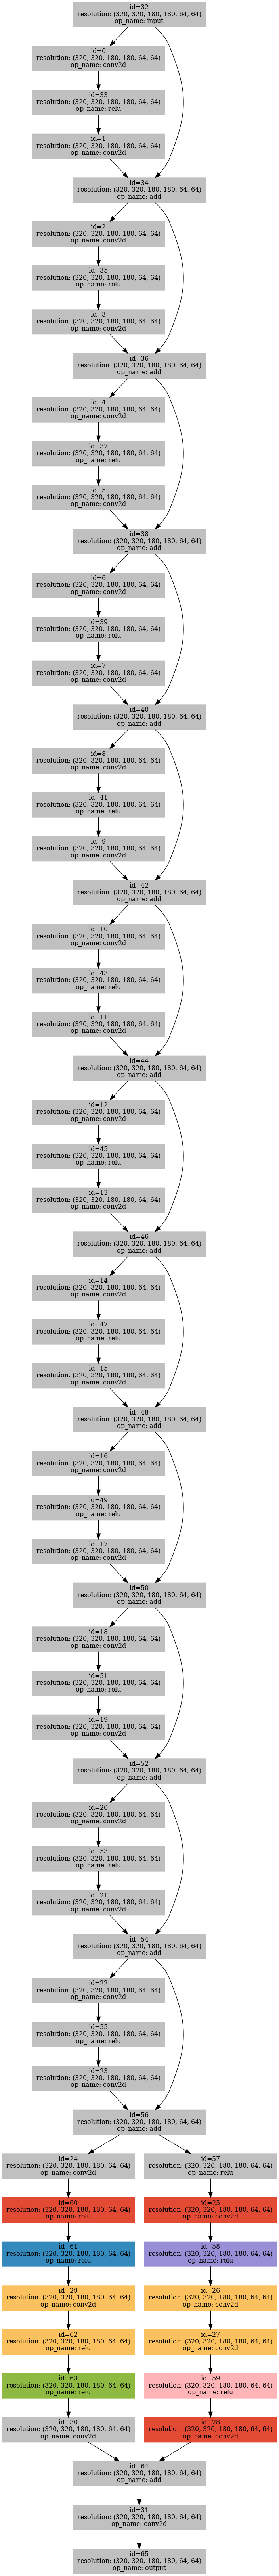 id=32
resolution: (320, 320, 180, 180, 64, 64)
op_name: input
id=0
resolution: (320, 320, 180, 180, 64, 64)
op_name: conv2d
id=33
resolution: (320, 320, 180, 180, 64, 64)
op_name: relu
id=1
resolution: (320, 320, 180, 180, 64, 64)
op_name: conv2d
id=34
resolution: (320, 320, 180, 180, 64, 64)
op_name: add
id=2
resolution: (320, 320, 180, 180, 64, 64)
op_name: conv2d
id=35
resolution: (320, 320, 180, 180, 64, 64)
op_name: relu
id=3
resolution: (320, 320, 180, 180, 64, 64)
op_name: conv2d
id=36
resolution: (320, 320, 180, 180, 64, 64)
op_name: add
id=4
resolution: (320, 320, 180, 180, 64, 64)
op_name: conv2d
id=37
resolution: (320, 320, 180, 180, 64, 64)
op_name: relu
id=5
resolution: (320, 320, 180, 180, 64, 64)
op_name: conv2d
id=38
resolution: (320, 320, 180, 180, 64, 64)
op_name: add
id=6
resolution: (320, 320, 180, 180, 64, 64)
op_name: conv2d
id=39
resolution: (320, 320, 180, 180, 64, 64)
op_name: relu
id=7
resolution: (320, 320, 180, 180, 64, 64)
op_name: conv2d
id=40
resolution: (320, 320, 180, 180, 64, 64)
op_name: add
id=8
resolution: (320, 320, 180, 180, 64, 64)
op_name: conv2d
id=41
resolution: (320, 320, 180, 180, 64, 64)
op_name: relu
id=9
resolution: (320, 320, 180, 180, 64, 64)
op_name: conv2d
id=42
resolution: (320, 320, 180, 180, 64, 64)
op_name: add
id=10
resolution: (320, 320, 180, 180, 64, 64)
op_name: conv2d
id=43
resolution: (320, 320, 180, 180, 64, 64)
op_name: relu
id=11
resolution: (320, 320, 180, 180, 64, 64)
op_name: conv2d
id=44
resolution: (320, 320, 180, 180, 64, 64)
op_name: add
id=12
resolution: (320, 320, 180, 180, 64, 64)
op_name: conv2d
id=45
resolution: (320, 320, 180, 180, 64, 64)
op_name: relu
id=13
resolution: (320, 320, 180, 180, 64, 64)
op_name: conv2d
id=46
resolution: (320, 320, 180, 180, 64, 64)
op_name: add
id=14
resolution: (320, 320, 180, 180, 64, 64)
op_name: conv2d
id=47
resolution: (320, 320, 180, 180, 64, 64)
op_name: relu
id=15
resolution: (320, 320, 180, 180, 64, 64)
op_name: conv2d
id=48
resolution: (320, 320, 180, 180, 64, 64)
op_name: add
id=16
resolution: (320, 320, 180, 180, 64, 64)
op_name: conv2d
id=49
resolution: (320, 320, 180, 180, 64, 64)
op_name: relu
id=17
resolution: (320, 320, 180, 180, 64, 64)
op_name: conv2d
id=50
resolution: (320, 320, 180, 180, 64, 64)
op_name: add
id=18
resolution: (320, 320, 180, 180, 64, 64)
op_name: conv2d
id=51
resolution: (320, 320, 180, 180, 64, 64)
op_name: relu
id=19
resolution: (320, 320, 180, 180, 64, 64)
op_name: conv2d
id=52
resolution: (320, 320, 180, 180, 64, 64)
op_name: add
id=20
resolution: (320, 320, 180, 180, 64, 64)
op_name: conv2d
id=53
resolution: (320, 320, 180, 180, 64, 64)
op_name: relu
id=21
resolution: (320, 320, 180, 180, 64, 64)
op_name: conv2d
id=54
resolution: (320, 320, 180, 180, 64, 64)
op_name: add
id=22
resolution: (320, 320, 180, 180, 64, 64)
op_name: conv2d
id=55
resolution: (320, 320, 180, 180, 64, 64)
op_name: relu
id=23
resolution: (320, 320, 180, 180, 64, 64)
op_name: conv2d
id=56
resolution: (320, 320, 180, 180, 64, 64)
op_name: add
id=24
resolution: (320, 320, 180, 180, 64, 64)
op_name: conv2d
id=57
resolution: (320, 320, 180, 180, 64, 64)
op_name: relu
id=60
resolution: (320, 320, 180, 180, 64, 64)
op_name: relu
id=25
resolution: (320, 320, 180, 180, 64, 64)
op_name: conv2d
id=61
resolution: (320, 320, 180, 180, 64, 64)
op_name: relu
id=58
resolution: (320, 320, 180, 180, 64, 64)
op_name: relu
id=29
resolution: (320, 320, 180, 180, 64, 64)
op_name: conv2d
id=26
resolution: (320, 320, 180, 180, 64, 64)
op_name: conv2d
id=62
resolution: (320, 320, 180, 180, 64, 64)
op_name: relu
id=27
resolution: (320, 320, 180, 180, 64, 64)
op_name: conv2d
id=63
resolution: (320, 320, 180, 180, 64, 64)
op_name: relu
id=59
resolution: (320, 320, 180, 180, 64, 64)
op_name: relu
id=30
resolution: (320, 320, 180, 180, 64, 64)
op_name: conv2d
id=28
resolution: (320, 320, 180, 180, 64, 64)
op_name: conv2d
id=64
resolution: (320, 320, 180, 180, 64, 64)
op_name: add
id=31
resolution: (320, 320, 180, 180, 64, 64)
op_name: conv2d
id=65
resolution: (320, 320, 180, 180, 64, 64)
op_name: output